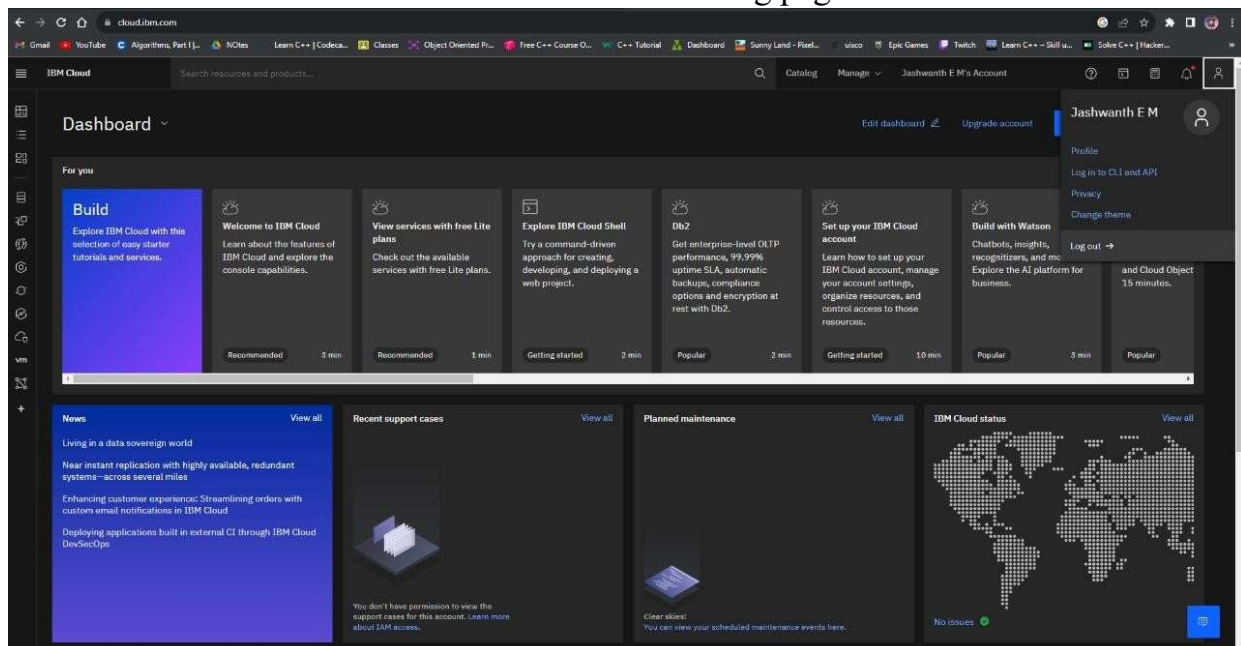 cloud.ibm.com
Gmail YouTube Algorithms, Part I |... NOtes Learn C++ | Codeca... Classes Object Oriented Pr... Free C++ Course O... C++ Tutorial Dashboard Sunny Land - Pixel... uisco Epic Games Twitch Learn C++ – Skill u... Solve C++ | Hacker... »
IBM Cloud Search resources and products... Catalog Manage Jashwanth E M's Account
Dashboard
Edit dashboard Upgrade account
Jashwanth E M
Profile
Log in to CLI and API
Privacy
Change theme
Log out →
For you
Build
Explore IBM Cloud with this
selection of easy starter
tutorials and services.
Welcome to IBM Cloud
Learn about the features of
IBM Cloud and explore the
console capabilities.
Recommended 3 min
View services with free Lite
plans
Check out the available
services with free Lite plans.
Recommended 1 min
Explore IBM Cloud Shell
Try a command-driven
approach for creating,
developing, and deploying a
web project.
Getting started 2 min
Db2
Get enterprise-level OLTP
performance, 99.99%
uptime SLA, automatic
backups, compliance
options and encryption at
rest with Db2.
Popular 2 min
Set up your IBM Cloud
account
Learn how to set up your
IBM Cloud account, manage
your account settings,
organize resources, and
control access to those
resources.
Getting started 10 min
Build with Watson
Chatbots, insights,
recognitizers, and mo
Explore the AI platform for
business.
Popular 3 min
and Cloud Object
15 minutes.
Popular
vm
News View all
Living in a data sovereign world
Near instant replication with highly available, redundant
systems—across several miles
Enhancing customer experience: Streamlining orders with
custom email notifications in IBM
Cloud
Deploying applications built in external CI through IBM Cloud
DevSecOps
Recent support cases View all
You don't have permission to view the
support cases for this account. Learn more
about IAM access.
Planned maintenance View all
Clear skies!
You can view your scheduled maintenance events here.
IBM Cloud status View all
No issues